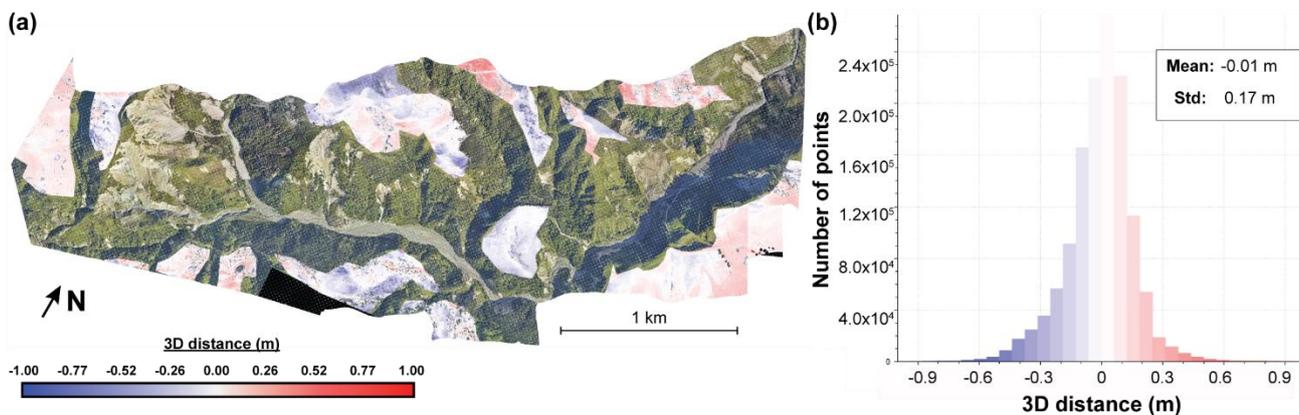 (a)
N
1 km
3D distance (m)
-1.00 -0.77 -0.52 -0.26 0.00 0.26 0.52 0.77 1.00
(b)
Number of points
2.4x10⁵
2.0x10⁵
1.6x10⁵
1.2x10⁵
8.0x10⁴
4.0x10⁴
0
Mean: -0.01 m
Std: 0.17 m
-0.9 -0.6 -0.3 0 0.3 0.6 0.9
3D distance (m)